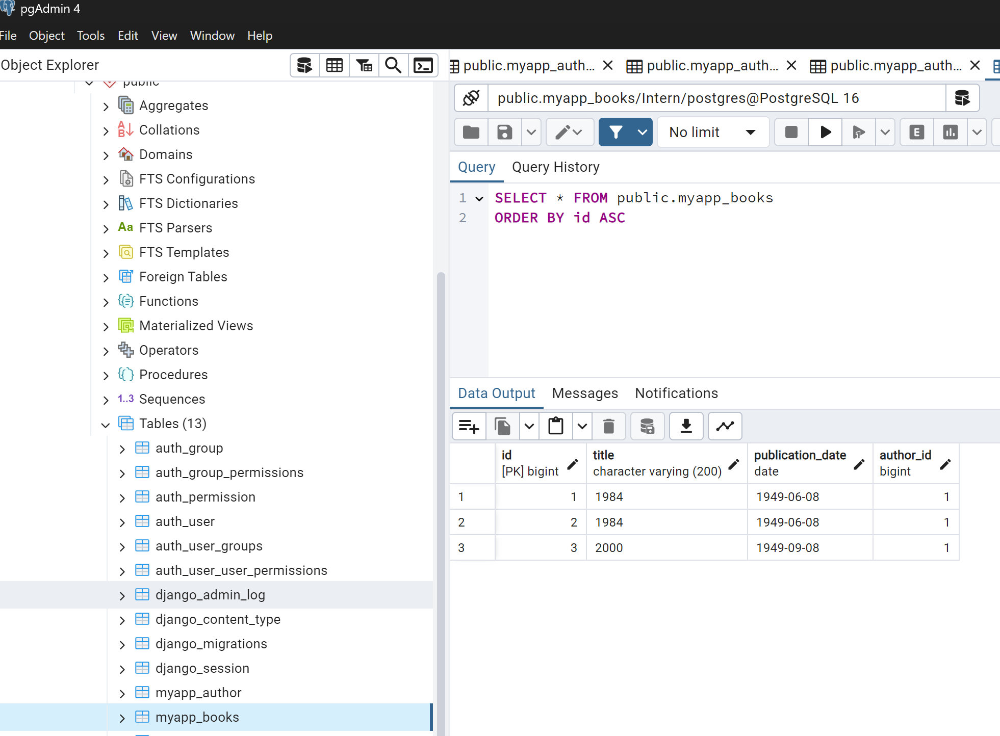 pgAdmin 4
File Object Tools Edit View Window Help
Object Explorer
public
Aggregates
Collations
Domains
FTS Configurations
FTS Dictionaries
Aa FTS Parsers
FTS Templates
Foreign Tables
Functions
Materialized Views
Operators
Procedures
1..3 Sequences
Tables (13)
auth_group
auth_group_permissions
auth_permission
auth_user
auth_user_groups
auth_user_user_permissions
django_admin_log
django_content_type
django_migrations
django_session
myapp_author
myapp_books
public.myapp_auth... public.myapp_auth... public.myapp_auth...
public.myapp_books/Intern/postgres@PostgreSQL 16
No limit E
Query Query History
1 SELECT * FROM public.myapp_books
2 ORDER BY id ASC
Data Output Messages Notifications
id title publication_date author_id
[PK] bigint character varying (200) date bigint
1 1 1984 1949-06-08 1
2 2 1984 1949-06-08 1
3 3 2000 1949-09-08 1